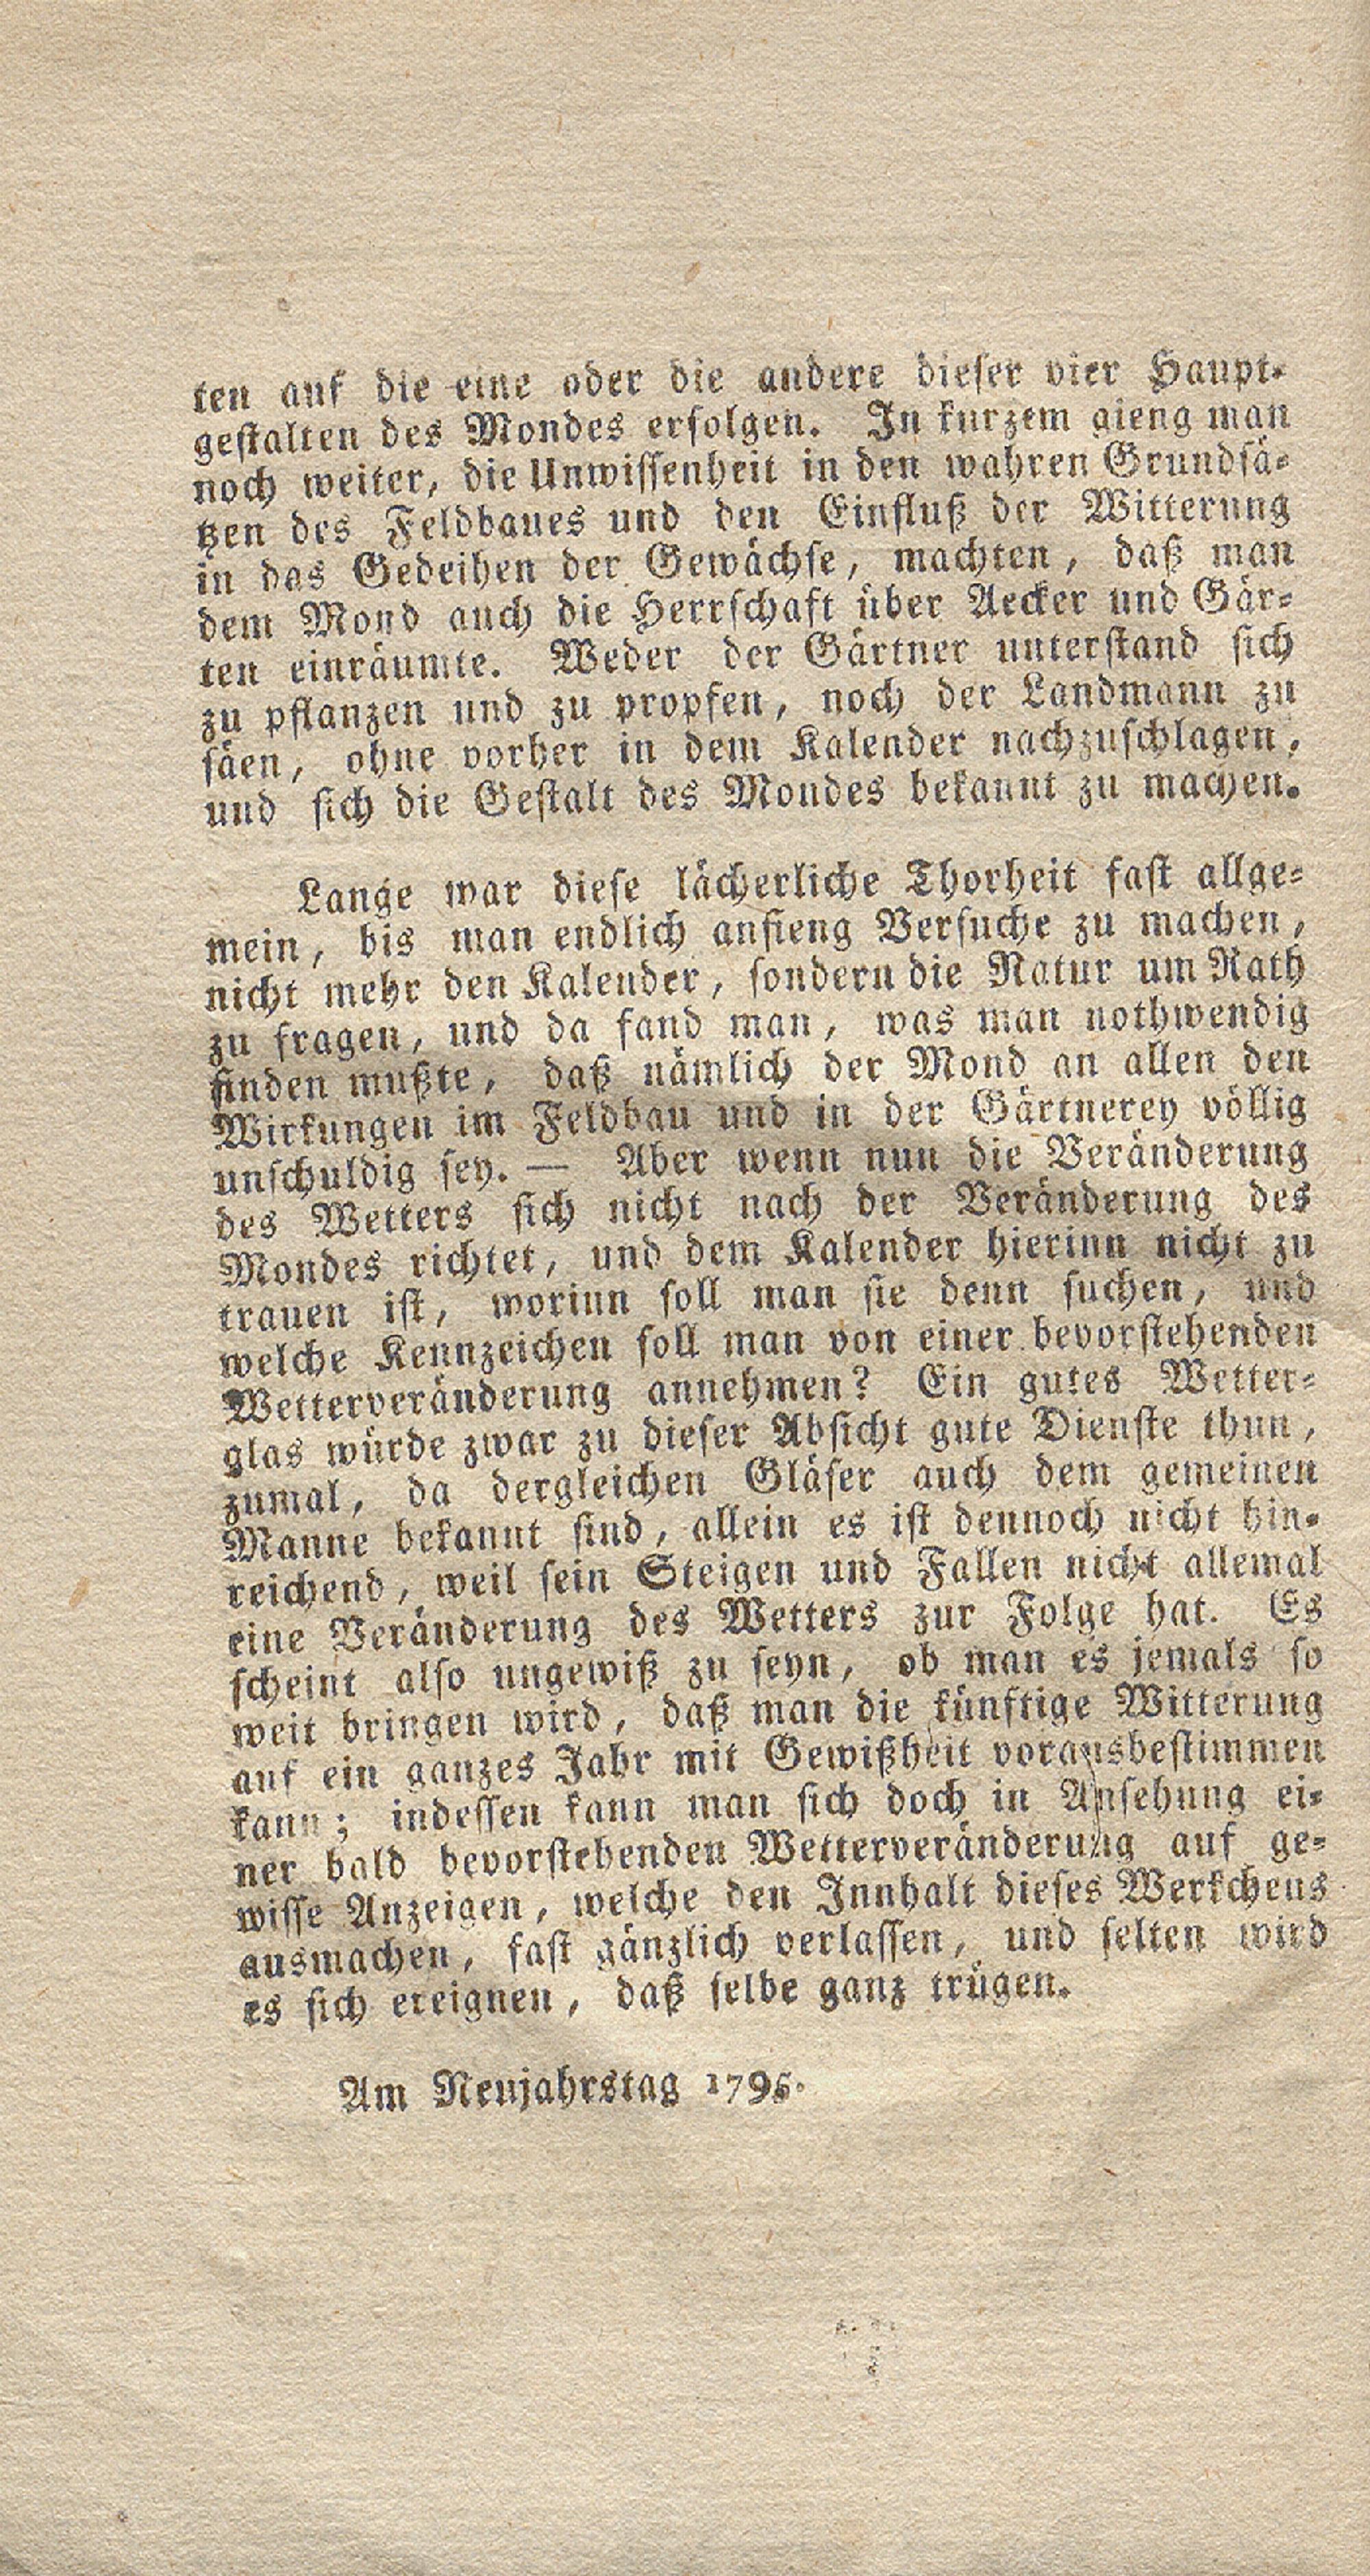 ten auf die eine oder die andere dieser vier Haupt-
gestalten des Mondes erfolgen. In kurzem gieng man
noch weiter, die Unwissenheit in den wahren Grundsä-
tzen des Feldbaues und den Einfluß der Witterung
in das Gedeihen der Gewächse, machten, daß man
dem Mond auch die Herrschaft über Aecker und Gär-
ten einräumte. Weder der Gärtner unterstand sich
zu pflanzen und zu propfen, noch der Landmann zu
säen, ohne vorher in dem Kalender nachzuschlagen,
und sich die Gestalt des Mondes bekannt zu machen.
Lange war diese lächerliche Thorheit fast allge-
mein, bis man endlich anfieng Versuche zu machen,
nicht mehr den Kalender, sondern die Natur um Rath
zu fragen, und da fand man, was man nothwendig
finden mußte, daß nämlich der Mond an allen den
Wirkungen im Feldbau und in der Gärtnerey völlig
unschuldig sey. — Aber wenn nun die Veränderung
des Wetters sich nicht nach der Veränderung des
Mondes richtet, und dem Kalender hierinn nicht zu
trauen ist, worinn soll man sie denn suchen, und
welche Kennzeichen soll man von einer bevorstehenden
Wetterveränderung annehmen? Ein gutes Wetter-
glas würde zwar zu dieser Absicht gute Dienste thun,
zumal, da dergleichen Gläser auch dem gemeinen
Manne bekannt sind, allein es ist dennoch nicht hin-
reichend, weil sein Steigen und Fallen nicht allemal
eine Veränderung des Wetters zur Folge hat. Es
scheint also ungewiß zu seyn, ob man es jemals so
weit bringen wird, daß man die künftige Witterung
auf ein ganzes Jahr mit Gewißheit vorausbestimmen
kann; indessen kann man sich doch in Ansehung ei-
ner bald bevorstehenden Wetterveränderung auf ge-
wisse Anzeigen, welche den Innhalt dieses Werkchens
ausmachen, fast gänzlich verlassen, und selten wird
es sich ereignen, daß selbe ganz trügen.
Am Neujahrstag 1795.